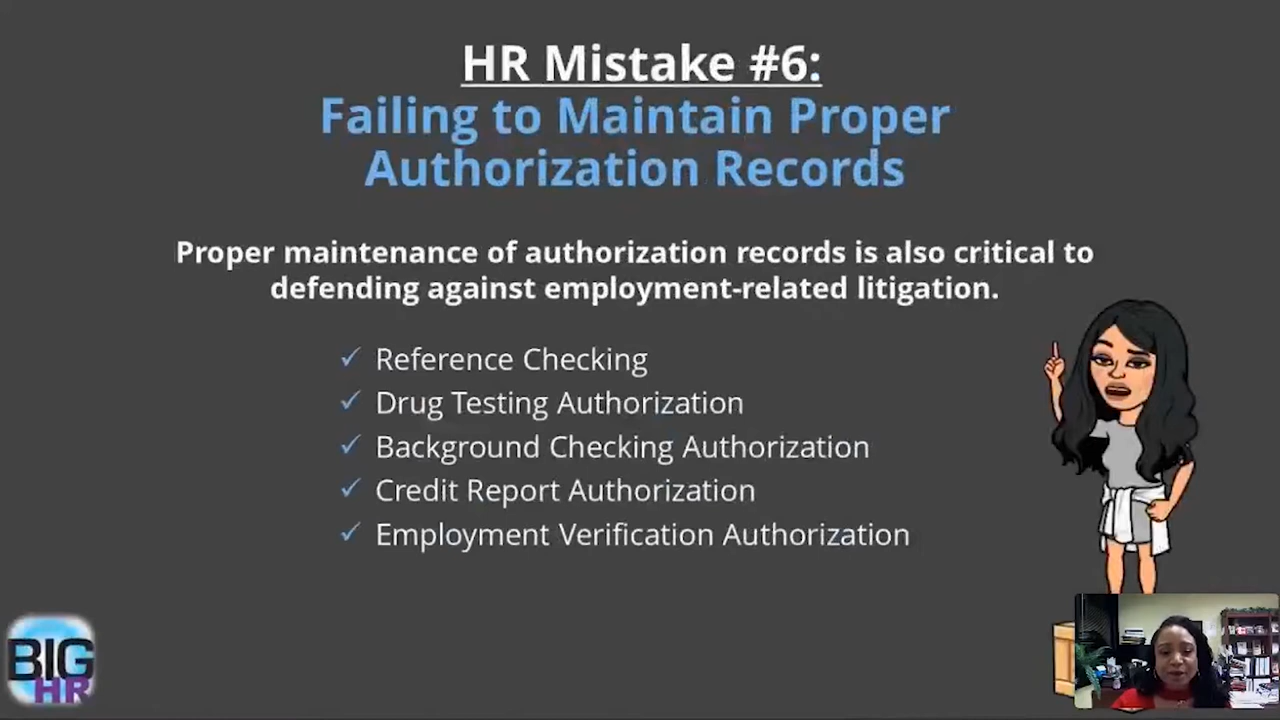 HR Mistake #6:
Failing to Maintain Proper
Authorization Records
Proper maintenance of authorization records is also critical to
defending against employment-related litigation.
✓ Reference Checking
✓ Drug Testing Authorization
✓ Background Checking Authorization
✓ Credit Report Authorization
✓ Employment Verification Authorization
BIG
HR